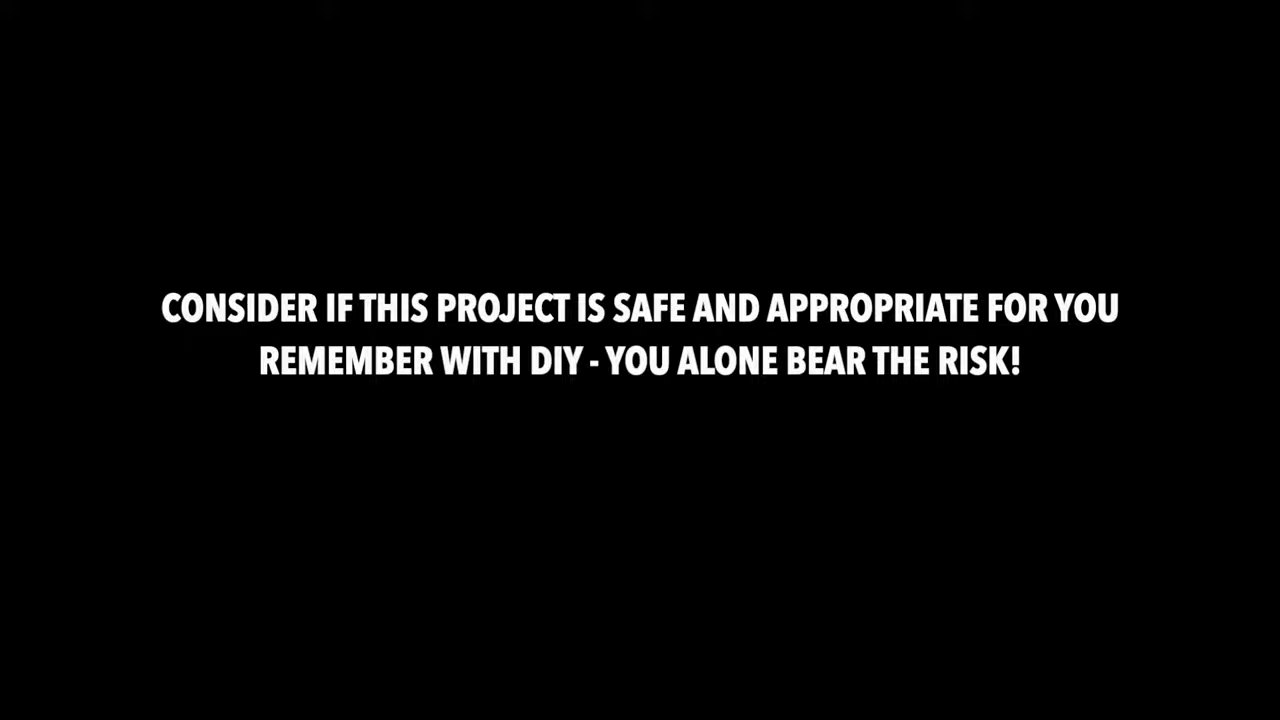 CONSIDER IF THIS PROJECT IS SAFE AND APPROPRIATE FOR YOU
REMEMBER WITH DIY - YOU ALONE BEAR THE RISK!